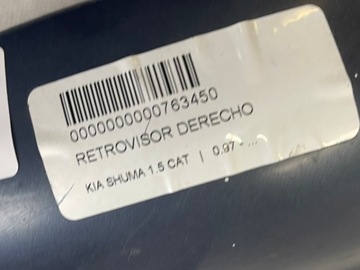 0000000000763450
RETROVISOR DERECHO
KIA SHUMA 1.5 CAT | 0.97 - ...